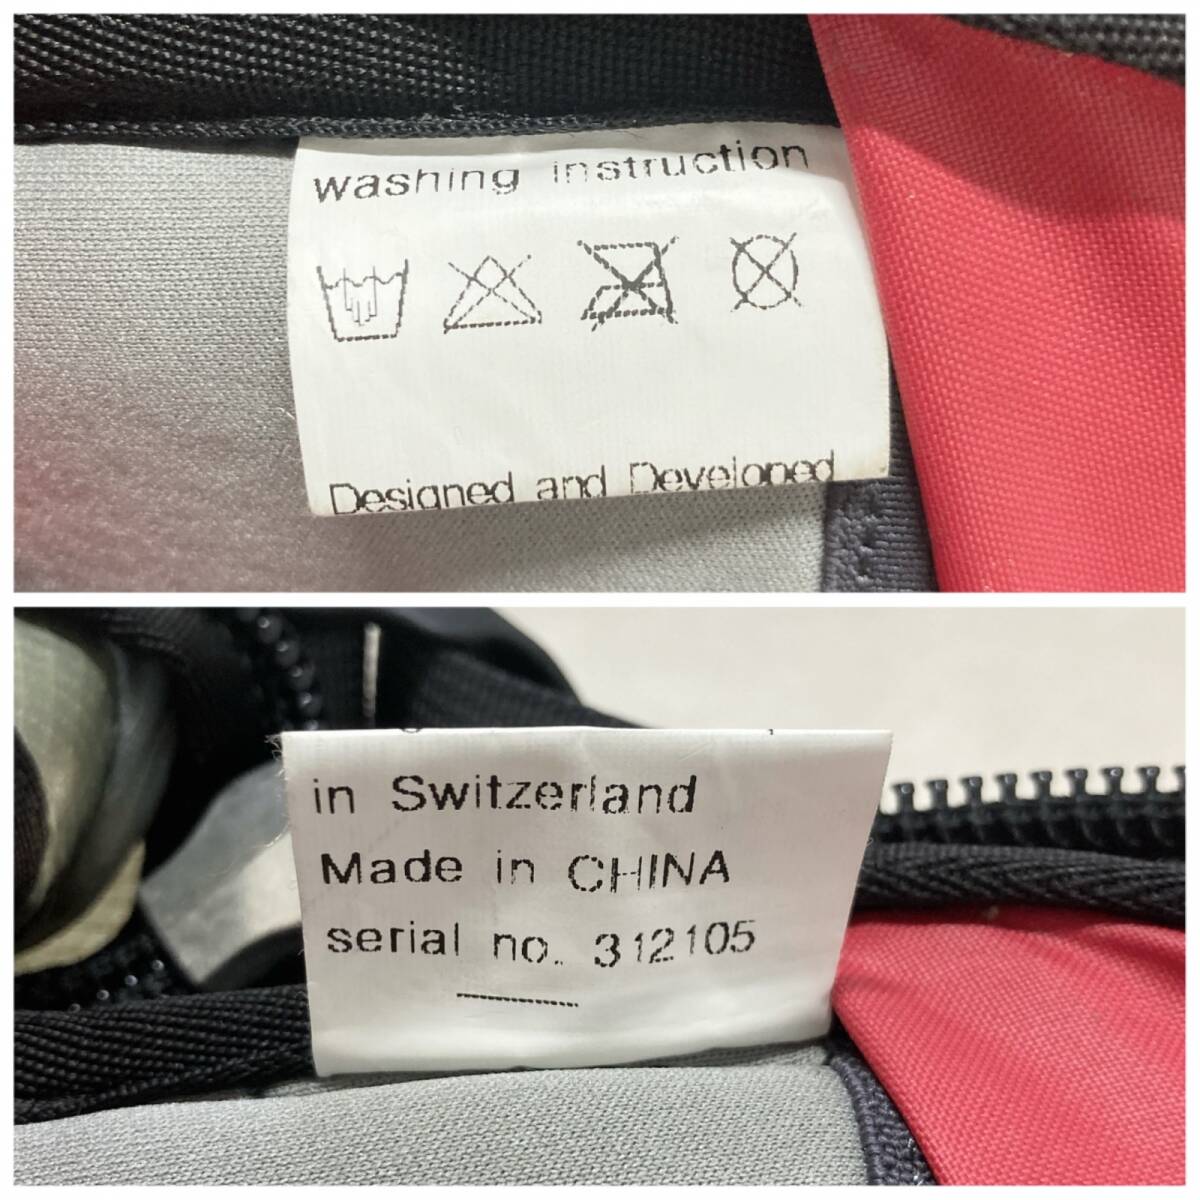 washing instruction
Designed and Developed
in Switzerland
Made in CHINA
serial no. 312105